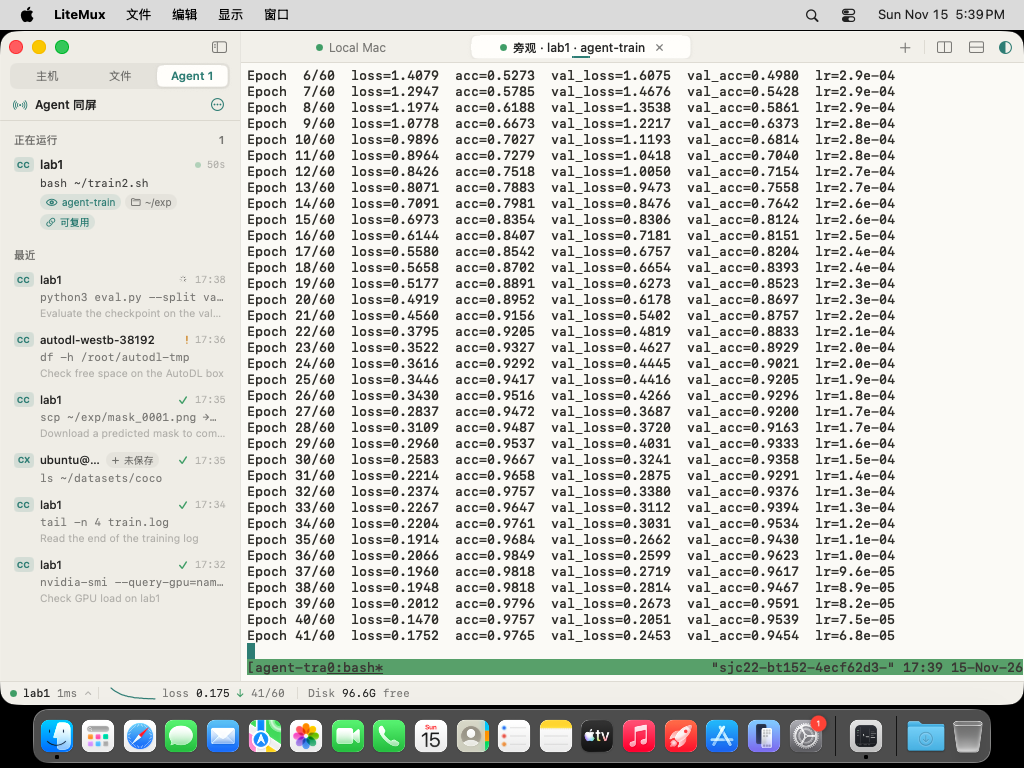 LiteMux 文件 编辑 显示 窗口 Sun Nov 15 5:39 PM
Local Mac
旁观 · lab1 · agent-train ×
主机 文件 Agent 1
Agent 同屏
正在运行 1
CC lab1 50s
bash ~/train2.sh
agent-train ~/exp
可复用
最近
CC lab1 17:38
python3 eval.py --split va…
Evaluate the checkpoint on the val…
CC autodl-westb-38192 ! 17:36
df -h /root/autodl-tmp
Check free space on the AutoDL box
CC lab1 ✓ 17:35
scp ~/exp/mask_0001.png →…
Download a predicted mask to com…
CX ubuntu@… + 未保存 ✓ 17:35
ls ~/datasets/coco
CC lab1 ✓ 17:34
tail -n 4 train.log
Read the end of the training log
CC lab1 ✓ 17:32
nvidia-smi --query-gpu=nam…
Check GPU load on lab1
Epoch 6/60 loss=1.4079 acc=0.5273 val_loss=1.6075 val_acc=0.4980 lr=2.9e-04
Epoch 7/60 loss=1.2947 acc=0.5785 val_loss=1.4676 val_acc=0.5428 lr=2.9e-04
Epoch 8/60 loss=1.1974 acc=0.6188 val_loss=1.3538 val_acc=0.5861 lr=2.9e-04
Epoch 9/60 loss=1.0778 acc=0.6673 val_loss=1.2217 val_acc=0.6373 lr=2.8e-04
Epoch 10/60 loss=0.9896 acc=0.7027 val_loss=1.1193 val_acc=0.6814 lr=2.8e-04
Epoch 11/60 loss=0.8964 acc=0.7279 val_loss=1.0418 val_acc=0.7040 lr=2.8e-04
Epoch 12/60 loss=0.8426 acc=0.7518 val_loss=1.0050 val_acc=0.7154 lr=2.7e-04
Epoch 13/60 loss=0.8071 acc=0.7883 val_loss=0.9473 val_acc=0.7558 lr=2.7e-04
Epoch 14/60 loss=0.7091 acc=0.7981 val_loss=0.8476 val_acc=0.7642 lr=2.6e-04
Epoch 15/60 loss=0.6973 acc=0.8354 val_loss=0.8306 val_acc=0.8124 lr=2.6e-04
Epoch 16/60 loss=0.6144 acc=0.8407 val_loss=0.7181 val_acc=0.8151 lr=2.5e-04
Epoch 17/60 loss=0.5580 acc=0.8542 val_loss=0.6757 val_acc=0.8204 lr=2.4e-04
Epoch 18/60 loss=0.5658 acc=0.8702 val_loss=0.6654 val_acc=0.8393 lr=2.4e-04
Epoch 19/60 loss=0.5177 acc=0.8891 val_loss=0.6273 val_acc=0.8523 lr=2.3e-04
Epoch 20/60 loss=0.4919 acc=0.8952 val_loss=0.6178 val_acc=0.8697 lr=2.3e-04
Epoch 21/60 loss=0.4560 acc=0.9156 val_loss=0.5402 val_acc=0.8757 lr=2.2e-04
Epoch 22/60 loss=0.3795 acc=0.9205 val_loss=0.4819 val_acc=0.8833 lr=2.1e-04
Epoch 23/60 loss=0.3522 acc=0.9327 val_loss=0.4627 val_acc=0.8929 lr=2.0e-04
Epoch 24/60 loss=0.3616 acc=0.9292 val_loss=0.4445 val_acc=0.9021 lr=2.0e-04
Epoch 25/60 loss=0.3446 acc=0.9417 val_loss=0.4416 val_acc=0.9205 lr=1.9e-04
Epoch 26/60 loss=0.3430 acc=0.9516 val_loss=0.4266 val_acc=0.9296 lr=1.8e-04
Epoch 27/60 loss=0.2837 acc=0.9472 val_loss=0.3687 val_acc=0.9200 lr=1.7e-04
Epoch 28/60 loss=0.3109 acc=0.9487 val_loss=0.3720 val_acc=0.9163 lr=1.7e-04
Epoch 29/60 loss=0.2960 acc=0.9537 val_loss=0.4031 val_acc=0.9333 lr=1.6e-04
Epoch 30/60 loss=0.2583 acc=0.9667 val_loss=0.3241 val_acc=0.9358 lr=1.5e-04
Epoch 31/60 loss=0.2214 acc=0.9658 val_loss=0.2875 val_acc=0.9291 lr=1.4e-04
Epoch 32/60 loss=0.2374 acc=0.9757 val_loss=0.3380 val_acc=0.9376 lr=1.3e-04
Epoch 33/60 loss=0.2267 acc=0.9647 val_loss=0.3112 val_acc=0.9394 lr=1.3e-04
Epoch 34/60 loss=0.2204 acc=0.9761 val_loss=0.3031 val_acc=0.9534 lr=1.2e-04
Epoch 35/60 loss=0.1914 acc=0.9684 val_loss=0.2662 val_acc=0.9430 lr=1.1e-04
Epoch 36/60 loss=0.2066 acc=0.9849 val_loss=0.2599 val_acc=0.9623 lr=1.0e-04
Epoch 37/60 loss=0.1960 acc=0.9818 val_loss=0.2719 val_acc=0.9617 lr=9.6e-05
Epoch 38/60 loss=0.1948 acc=0.9818 val_loss=0.2814 val_acc=0.9467 lr=8.9e-05
Epoch 39/60 loss=0.2012 acc=0.9796 val_loss=0.2673 val_acc=0.9591 lr=8.2e-05
Epoch 40/60 loss=0.1470 acc=0.9757 val_loss=0.2051 val_acc=0.9539 lr=7.5e-05
Epoch 41/60 loss=0.1752 acc=0.9765 val_loss=0.2453 val_acc=0.9454 lr=6.8e-05
[agent-tra0:bash* "sjc22-bt152-4ecf62d3-" 17:39 15-Nov-26
lab1 1ms loss 0.175 ↓ 41/60 Disk 96.6G free
Sun
15
tv
1